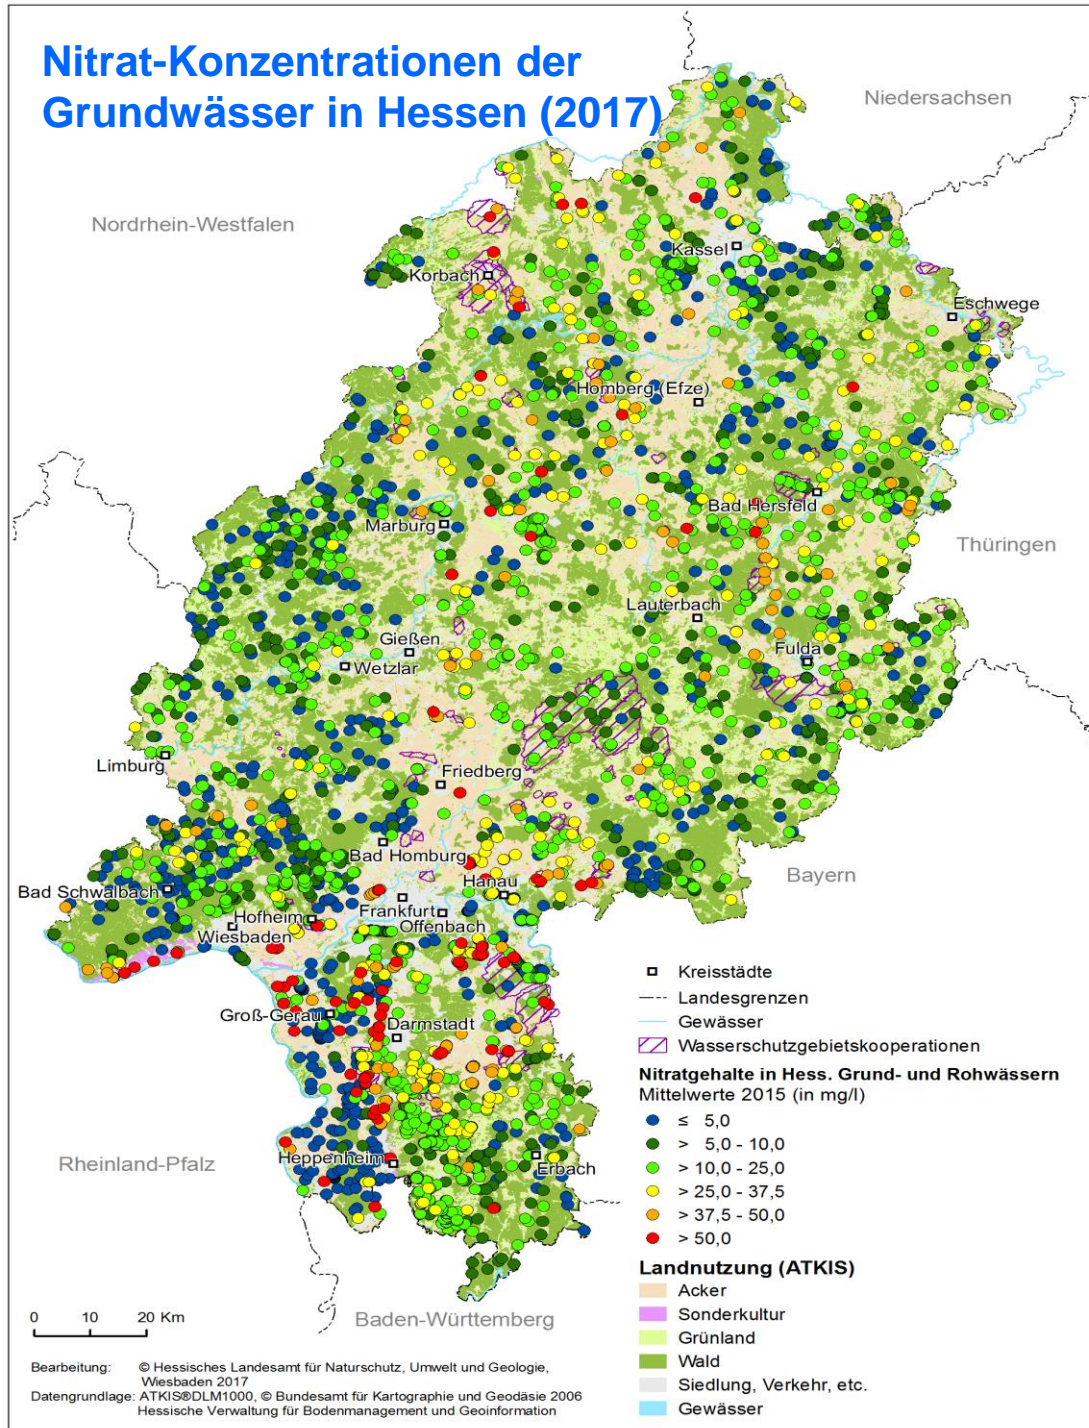 Nitrat-Konzentrationen der
Grundwässer in Hessen (2017)
Niedersachsen
Nordrhein-Westfalen
Kassel
Korbach
Eschwege
Homberg (Efze)
Bad Hersfeld
Marburg
Thüringen
Lauterbach
Gießen
Fulda
Wetzlar
Limburg
Friedberg
Bad Homburg
Bayern
Hanau
Bad Schwalbach
Frankfurt
Hofheim
Offenbach
Wiesbaden
Groß-Gerau
Darmstadt
Rheinland-Pfalz
Heppenheim
Erbach
Baden-Württemberg
Kreisstädte
Landesgrenzen
Gewässer
Wasserschutzgebietskooperationen
Nitratgehalte in Hess. Grund- und Rohwässern
Mittelwerte 2015 (in mg/l)
≤ 5,0
> 5,0 - 10,0
> 10,0 - 25,0
> 25,0 - 37,5
> 37,5 - 50,0
> 50,0
Landnutzung (ATKIS)
Acker
Sonderkultur
Grünland
Wald
Siedlung, Verkehr, etc.
Gewässer
0 10 20 Km
Bearbeitung: © Hessisches Landesamt für Naturschutz, Umwelt und Geologie,
Wiesbaden 2017
Datengrundlage: ATKIS®DLM1000, © Bundesamt für Kartographie und Geodäsie 2006
Hessische Verwaltung für Bodenmanagement und Geoinformation